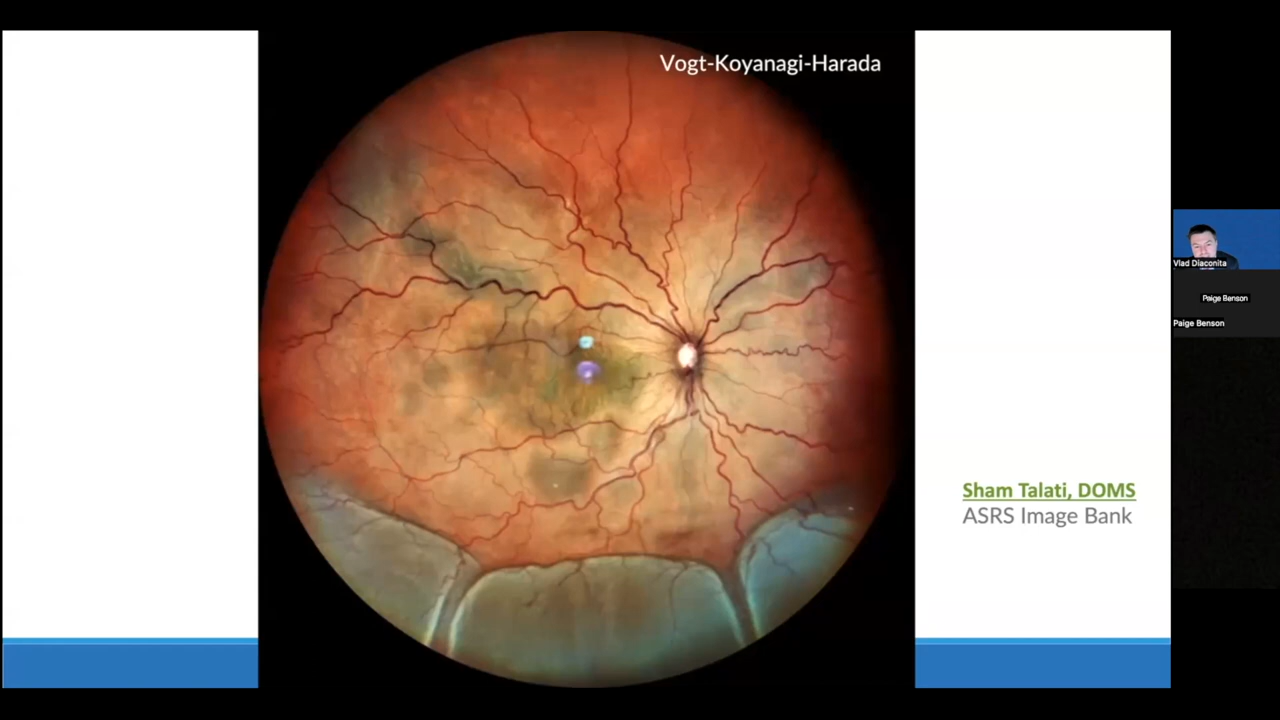 Vogt-Koyanagi-Harada
Vlad Diaconita
Paige Benson
Paige Benson
Sham Talati, DOMS
ASRS Image Bank